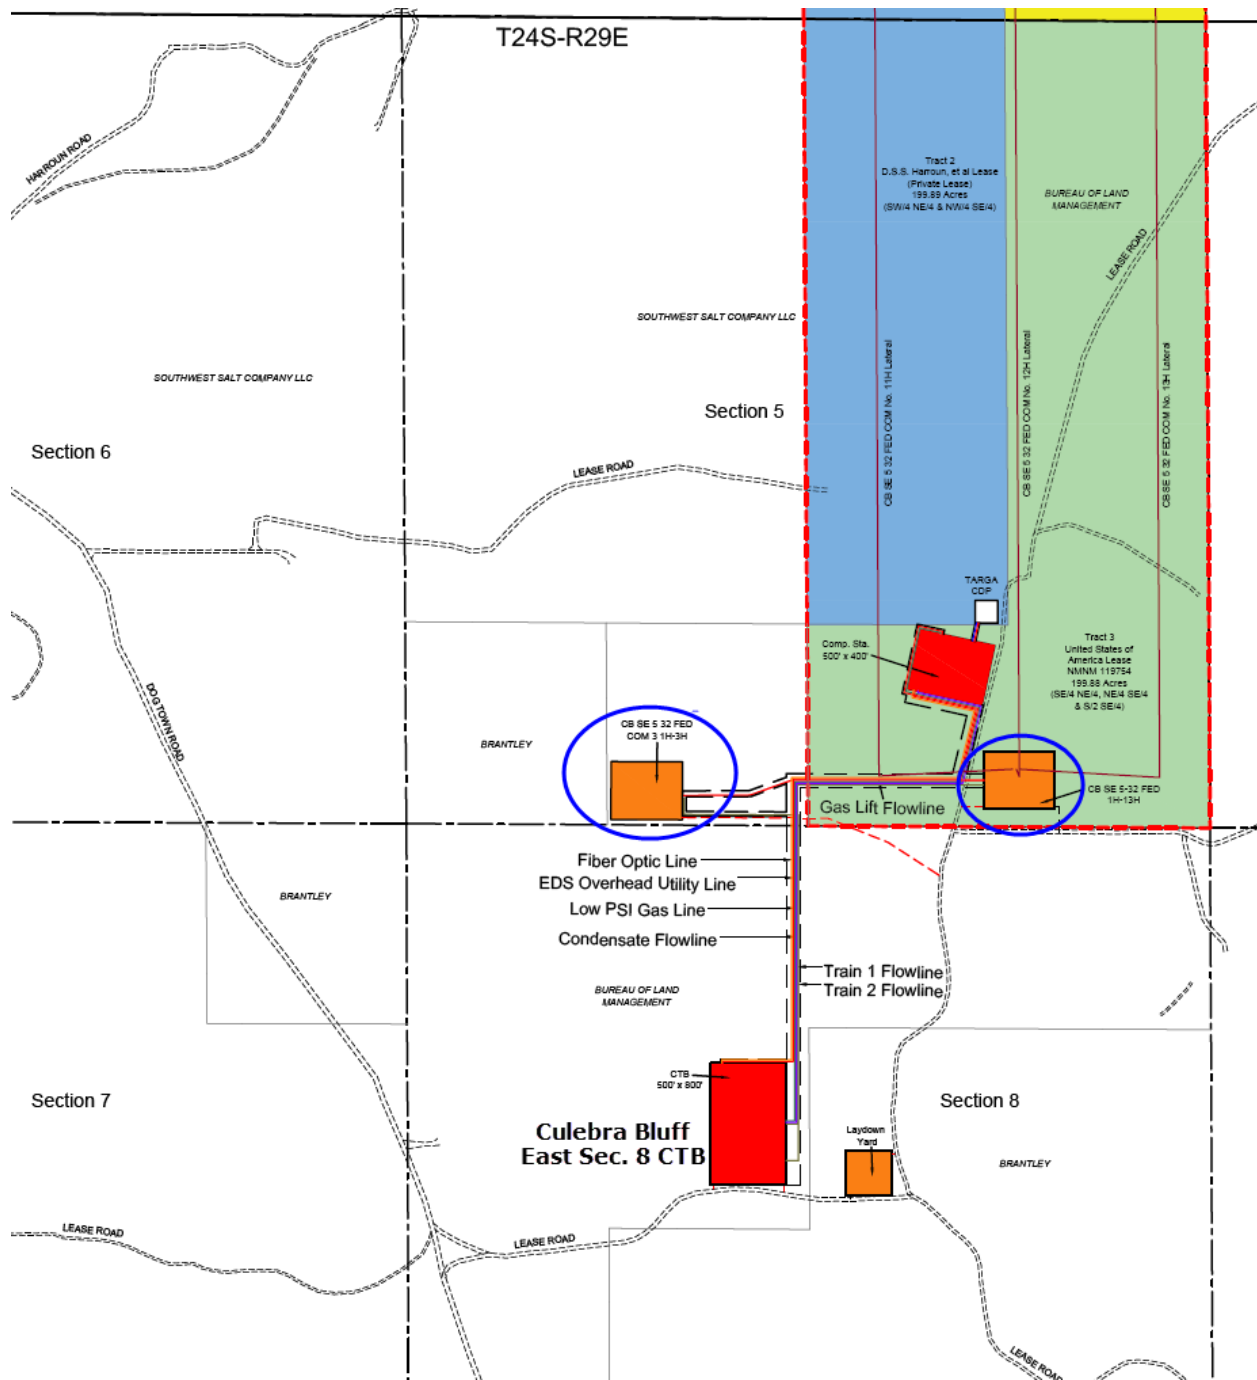 T24S-R29E
HARROUN ROAD
Tract 2
D.S.S. Harroun, et al Lease
(Private Lease)
199.89 Acres
(SW/4 NE/4 & NW/4 SE/4)
BUREAU OF LAND
MANAGEMENT
LEASE ROAD
SOUTHWEST SALT COMPANY LLC
SOUTHWEST SALT COMPANY LLC
CB SE 5 32 FED COM No. 11H Lateral
CB SE 5 32 FED COM No. 12H Lateral
CB SE 5 32 FED COM No. 13H Lateral
Section 5
Section 6
LEASE ROAD
TARGA
CDP
Comp. Sta.
500' x 400'
Tract 3
United States of
America Lease
NMNM 119754
199.88 Acres
(SE/4 NE/4, NE/4 SE/4
& S/2 SE/4)
DOG TOWN ROAD
BRANTLEY
CB SE 5 32 FED
COM 3 1H-3H
CB SE 5-32 FED
1H-13H
Gas Lift Flowline
Fiber Optic Line
EDS Overhead Utility Line
Low PSI Gas Line
Condensate Flowline
BRANTLEY
Train 1 Flowline
Train 2 Flowline
BUREAU OF LAND
MANAGEMENT
CTB
500' x 800'
Section 7
Section 8
Culebra Bluff
East Sec. 8 CTB
Laydown
Yard
BRANTLEY
LEASE ROAD
LEASE ROAD
LEASE ROAD